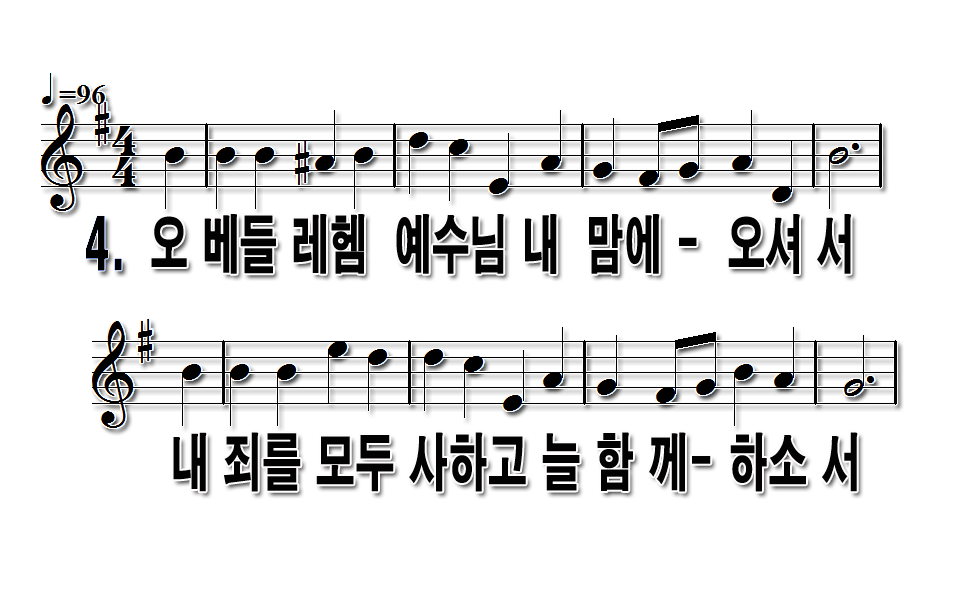 ♩=96
4. 오 베들 레헴 예수님 내 맘에 - 오셔 서
내 죄를 모두 사하고 늘 함 께- 하소 서